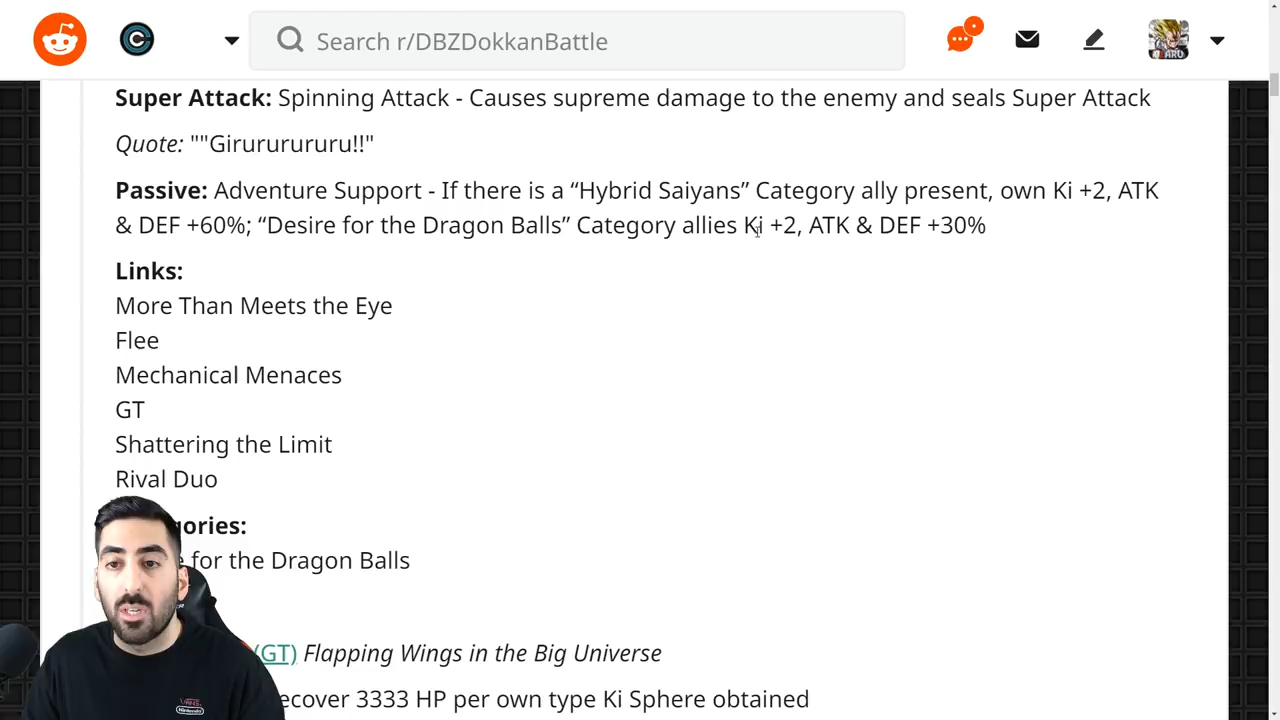 Search r/DBZDokkanBattle
Super Attack: Spinning Attack - Causes supreme damage to the enemy and seals Super Attack
Quote: ""Girururururu!!"
Passive: Adventure Support - If there is a “Hybrid Saiyans” Category ally present, own Ki +2, ATK
& DEF +60%; “Desire for the Dragon Balls” Category allies Ki +2, ATK & DEF +30%
Links:
More Than Meets the Eye
Flee
Mechanical Menaces
GT
Shattering the Limit
Rival Duo
gories:
for the Dragon Balls
(GT) Flapping Wings in the Big Universe
ecover 3333 HP per own type Ki Sphere obtained
VANS
Nintendo